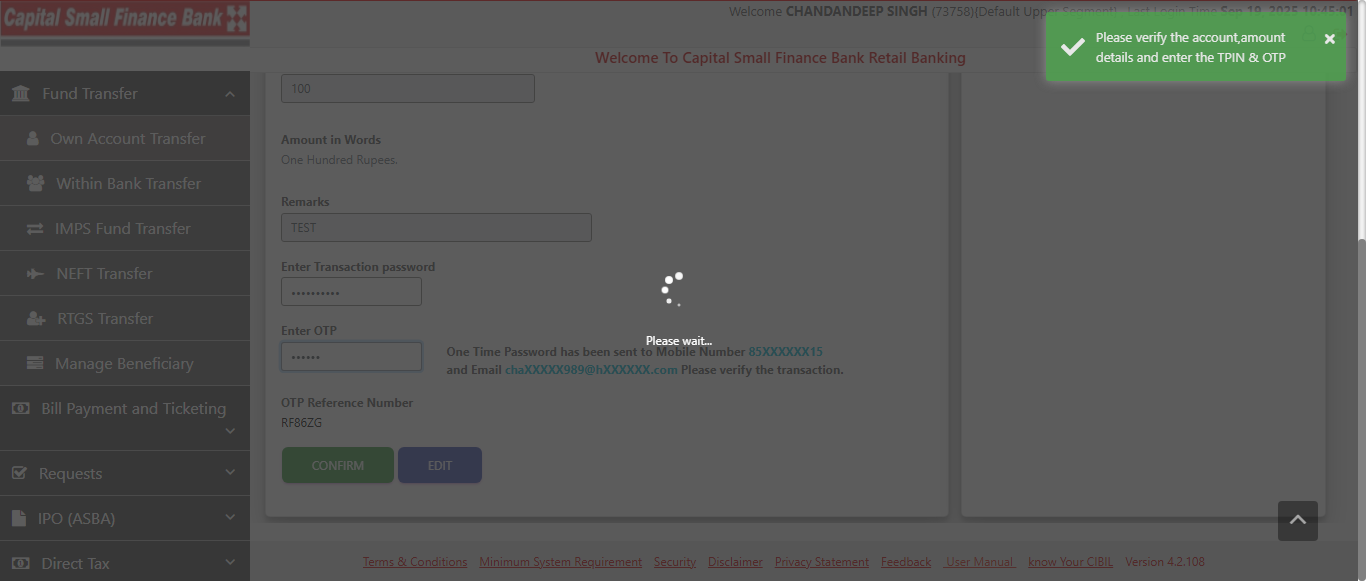 Capital Small Finance Bank
Welcome CHANDANDEEP SINGH (73758){Default Upper Segment} Last Login Time Sep 19, 2025 10:45:01
Please verify the account,amount
details and enter the TPIN & OTP
Welcome To Capital Small Finance Bank Retail Banking
Fund Transfer
Own Account Transfer
Within Bank Transfer
IMPS Fund Transfer
NEFT Transfer
RTGS Transfer
Manage Beneficiary
Bill Payment and Ticketing
Requests
IPO (ASBA)
Direct Tax
100
Amount in Words
One Hundred Rupees.
Remarks
TEST
Enter Transaction password
••••••••••
Please wait...
Enter OTP
••••••
One Time Password has been sent to Mobile Number 85XXXXXX15
and Email chaXXXXX989@hXXXXXX.com Please verify the transaction.
OTP Reference Number
RF86ZG
CONFIRM
EDIT
Terms & Conditions Minimum System Requirement Security Disclaimer Privacy Statement Feedback User Manual know Your CIBIL Version 4.2.108